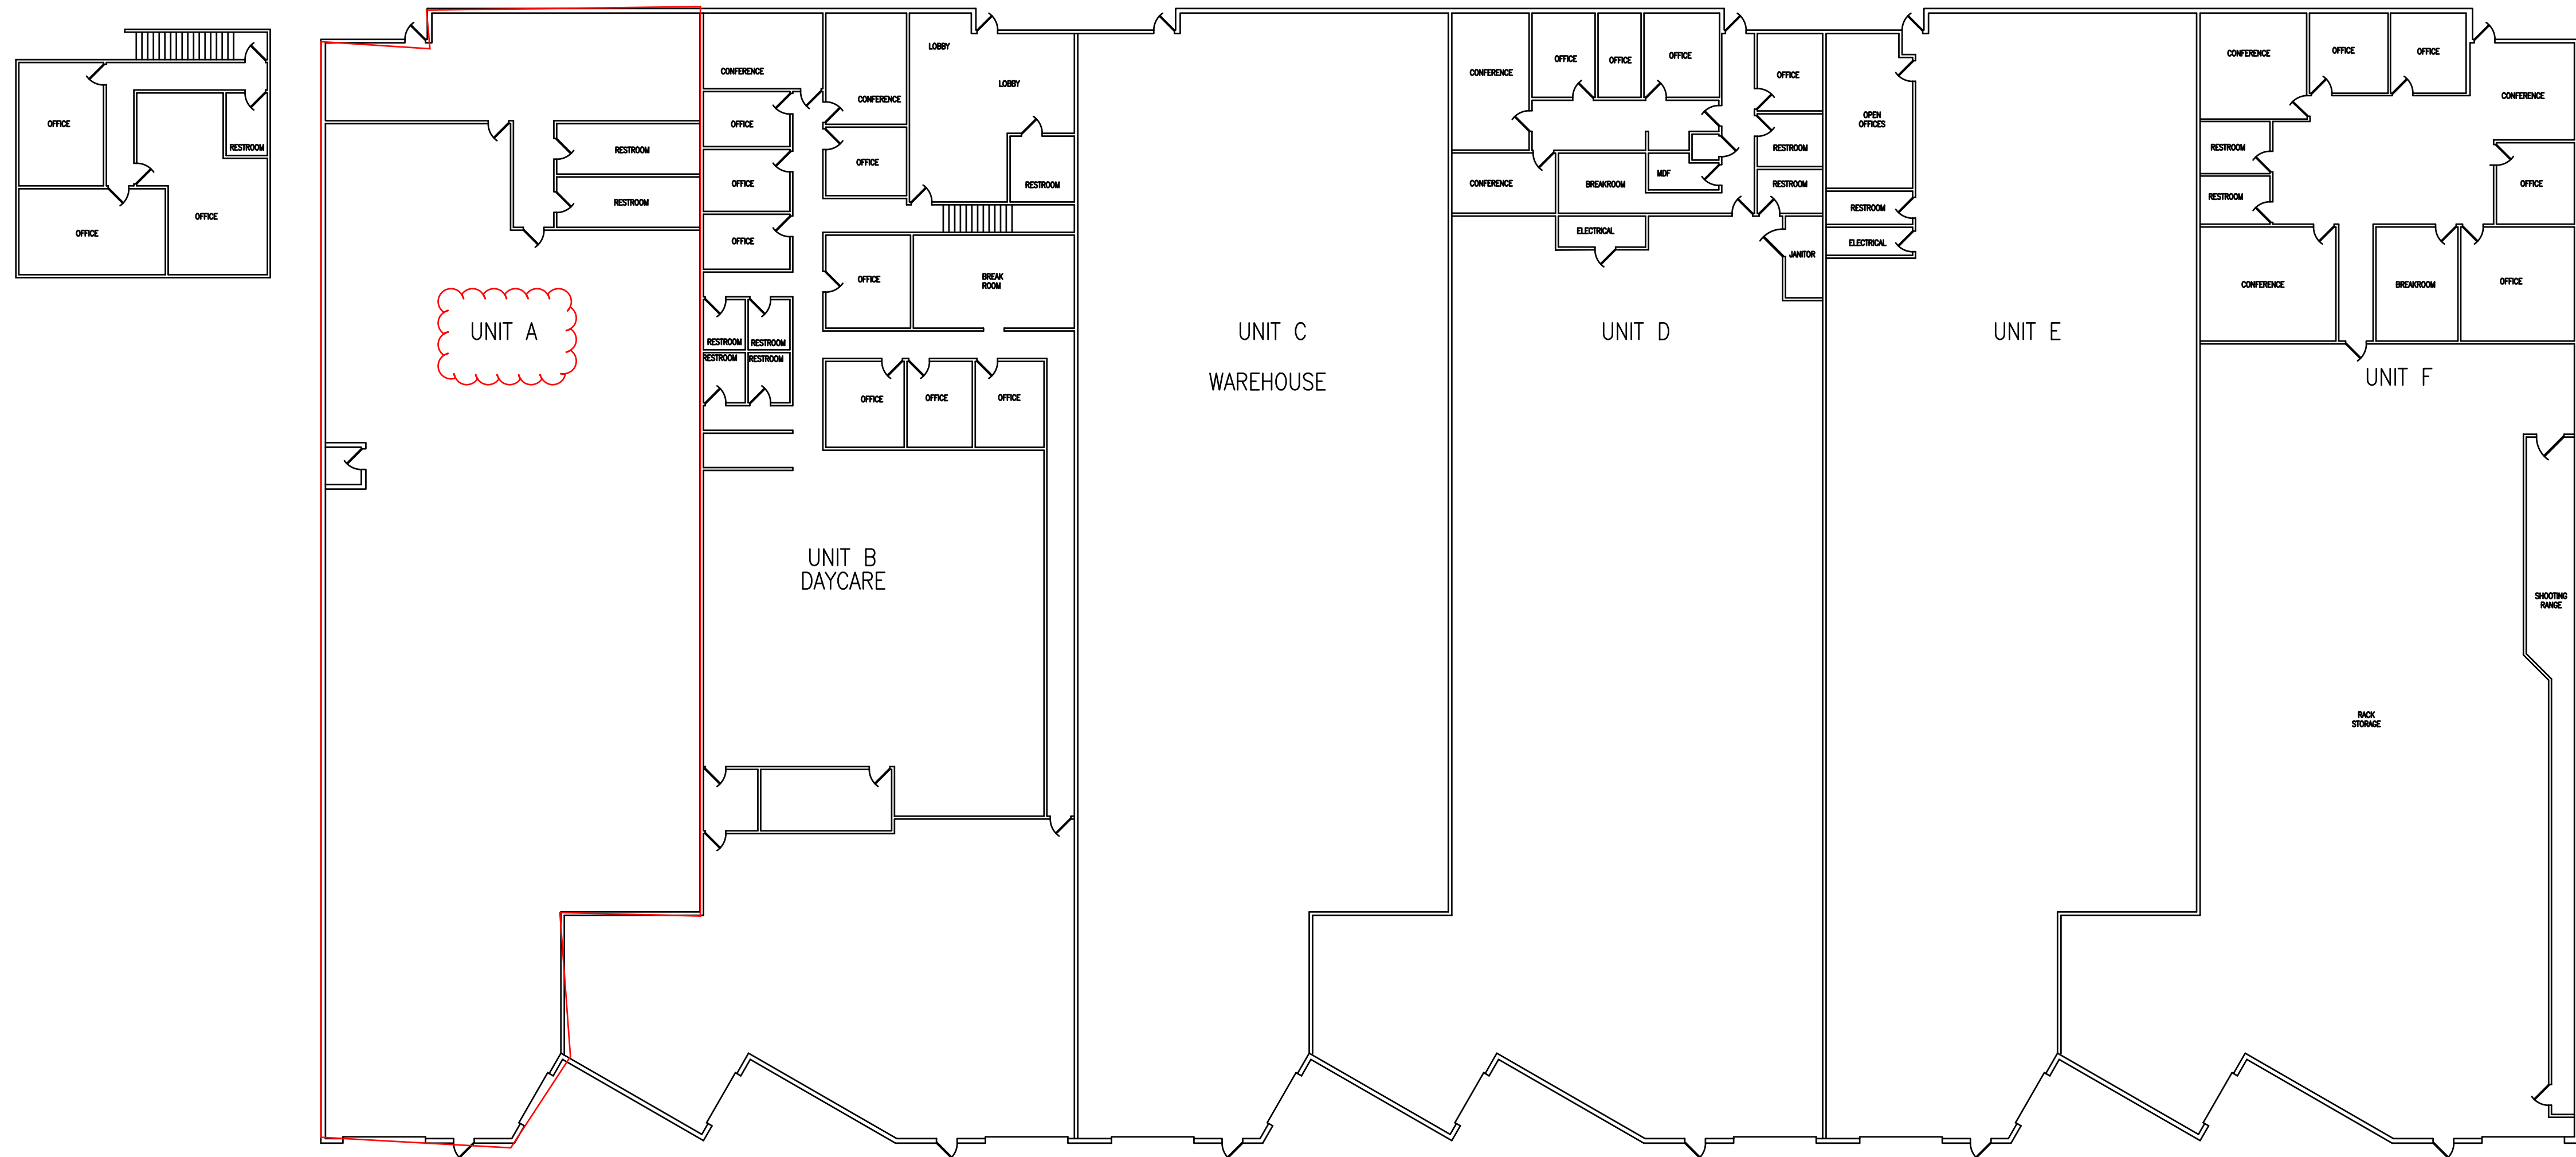 OFFICE
RESTROOM
OFFICE
OFFICE
RESTROOM
RESTROOM
UNIT A
CONFERENCE
CONFERENCE
LOBBY
LOBBY
OFFICE
OFFICE
OFFICE
RESTROOM
OFFICE
OFFICE
BREAK
ROOM
RESTROOM
RESTROOM
RESTROOM
RESTROOM
OFFICE
OFFICE
OFFICE
UNIT B
DAYCARE
UNIT C
WAREHOUSE
CONFERENCE
OFFICE
OFFICE
OFFICE
OFFICE
RESTROOM
CONFERENCE
BREAKROOM
MDF
RESTROOM
ELECTRICAL
JANITOR
UNIT D
OPEN
OFFICES
RESTROOM
ELECTRICAL
UNIT E
CONFERENCE
OFFICE
OFFICE
CONFERENCE
RESTROOM
RESTROOM
OFFICE
CONFERENCE
BREAKROOM
OFFICE
UNIT F
SHOOTING
RANGE
RACK
STORAGE